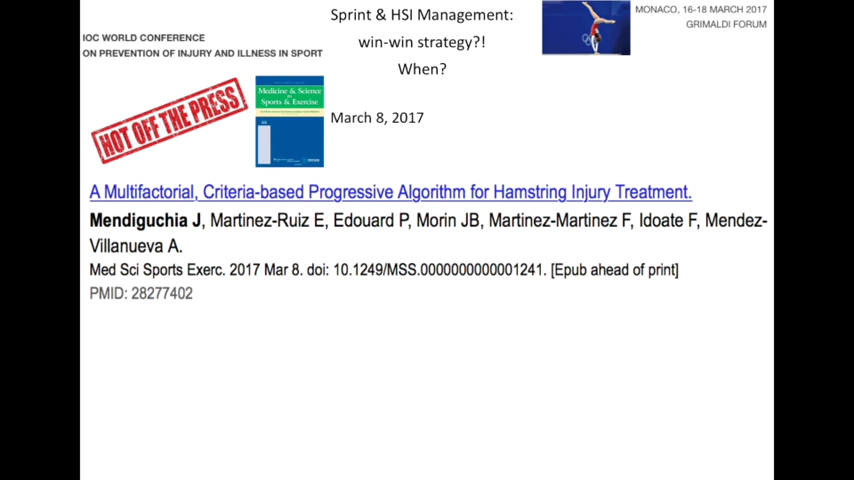 Sprint & HSI Management:
win-win strategy?!
When?
MONACO, 16-18 MARCH 2017
GRIMALDI FORUM
IOC WORLD CONFERENCE
ON PREVENTION OF INJURY AND ILLNESS IN SPORT
HOT OFF THE PRESS
Medicine & Science
in
Sports & Exercise
March 8, 2017
A Multifactorial, Criteria-based Progressive Algorithm for Hamstring Injury Treatment.
Mendiguchia J, Martinez-Ruiz E, Edouard P, Morin JB, Martinez-Martinez F, Idoate F, Mendez-
Villanueva A.
Med Sci Sports Exerc. 2017 Mar 8. doi: 10.1249/MSS.0000000000001241. [Epub ahead of print]
PMID: 28277402